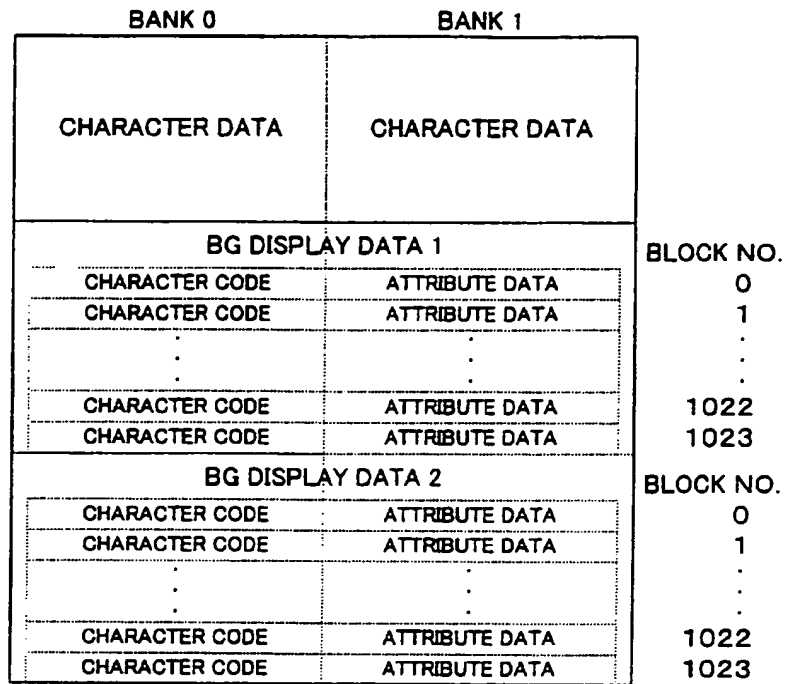 BANK 0 BANK 1
CHARACTER DATA CHARACTER DATA
BG DISPLAY DATA 1 BLOCK NO.
CHARACTER CODE ATTRIBUTE DATA 0
CHARACTER CODE ATTRIBUTE DATA 1
CHARACTER CODE ATTRIBUTE DATA 1022
CHARACTER CODE ATTRIBUTE DATA 1023
BG DISPLAY DATA 2 BLOCK NO.
CHARACTER CODE ATTRIBUTE DATA 0
CHARACTER CODE ATTRIBUTE DATA 1
CHARACTER CODE ATTRIBUTE DATA 1022
CHARACTER CODE ATTRIBUTE DATA 1023